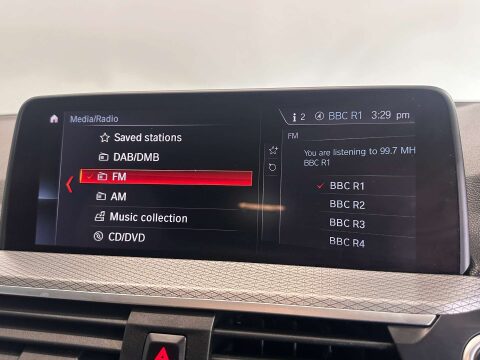 Media/Radio
i 2 BBC R1 3:29 pm
Saved stations
DAB/DMB
FM
AM
Music collection
CD/DVD
FM
You are listening to 99.7 MH
BBC R1
BBC R1
BBC R2
BBC R3
BBC R4